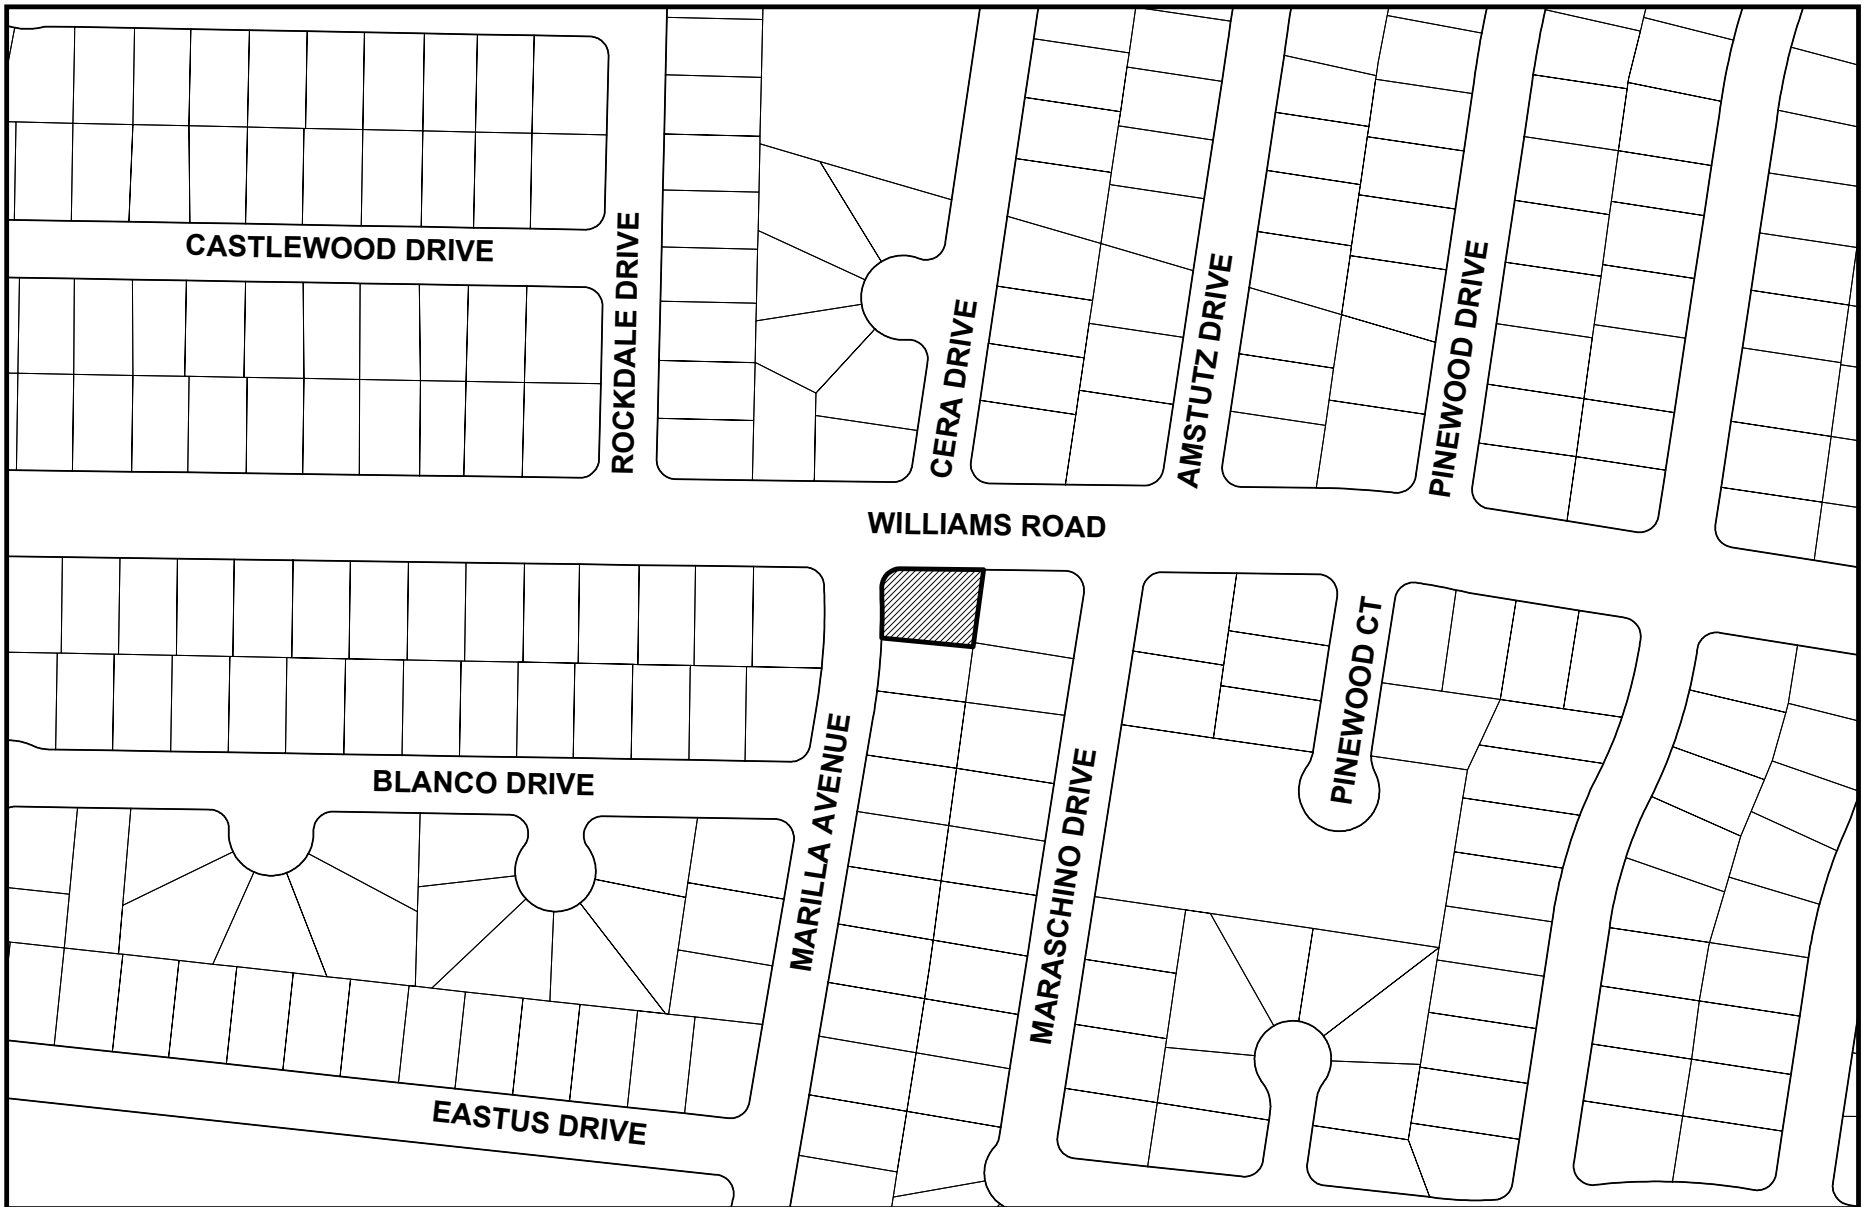 CASTLEWOOD DRIVE
ROCKDALE DRIVE
CERA DRIVE
AMSTUTZ DRIVE
PINEWOOD DRIVE
WILLIAMS ROAD
PINEWOOD CT
BLANCO DRIVE
MARILLA AVENUE
MARASCHINO DRIVE
EASTUS DRIVE